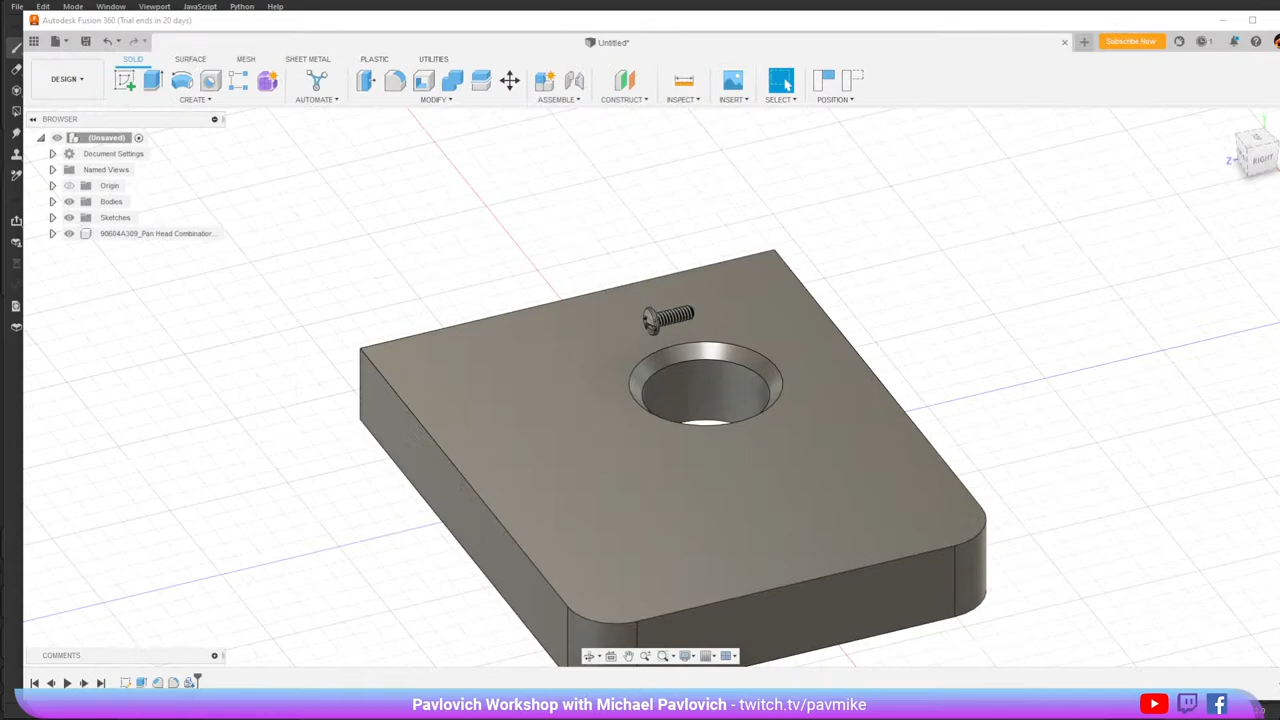 File Edit Mode Window Viewport JavaScript Python Help
Autodesk Fusion 360 (Trial ends in 20 days)
Untitled*
Subscribe Now
1
SOLID SURFACE MESH SHEET METAL PLASTIC UTILITIES
DESIGN
CREATE AUTOMATE MODIFY ASSEMBLE CONSTRUCT INSPECT INSERT SELECT POSITION
BROWSER
(Unsaved)
Document Settings
Named Views
Origin
Bodies
Sketches
90604A309_Pan Head Combination...
Z
RIGHT
COMMENTS
Pavlovich Workshop with Michael Pavlovich - twitch.tv/pavmike